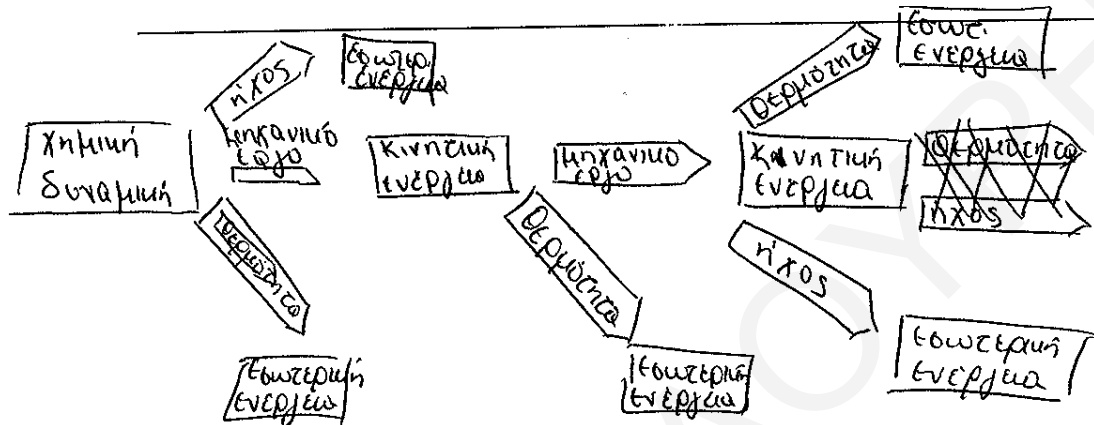 ήχος
Εσωτερ.
ενέργεια
θερμότητα
Εσωτ.
ενέργεια
Χημική
δυναμική
μηχανικό
έργο
Κινητική
ενέργεια
μηχανικό
έργο
Κινητική
ενέργεια
θερμότητα
ήχος
θερμότητα
θερμότητα
ήχος
Εσωτερική
ενέργεια
Εσωτερική
ενέργεια
Εσωτερική
ενέργεια